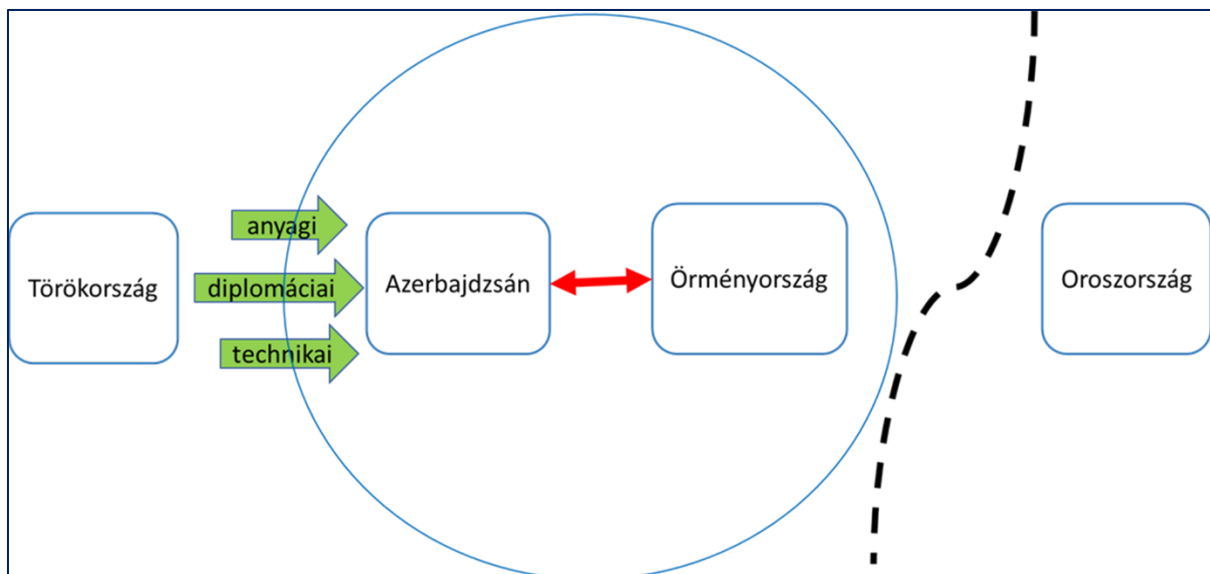 Törökország
anyagi
diplomáciai
technikai
Azerbajdzsán
Örményország
Oroszország